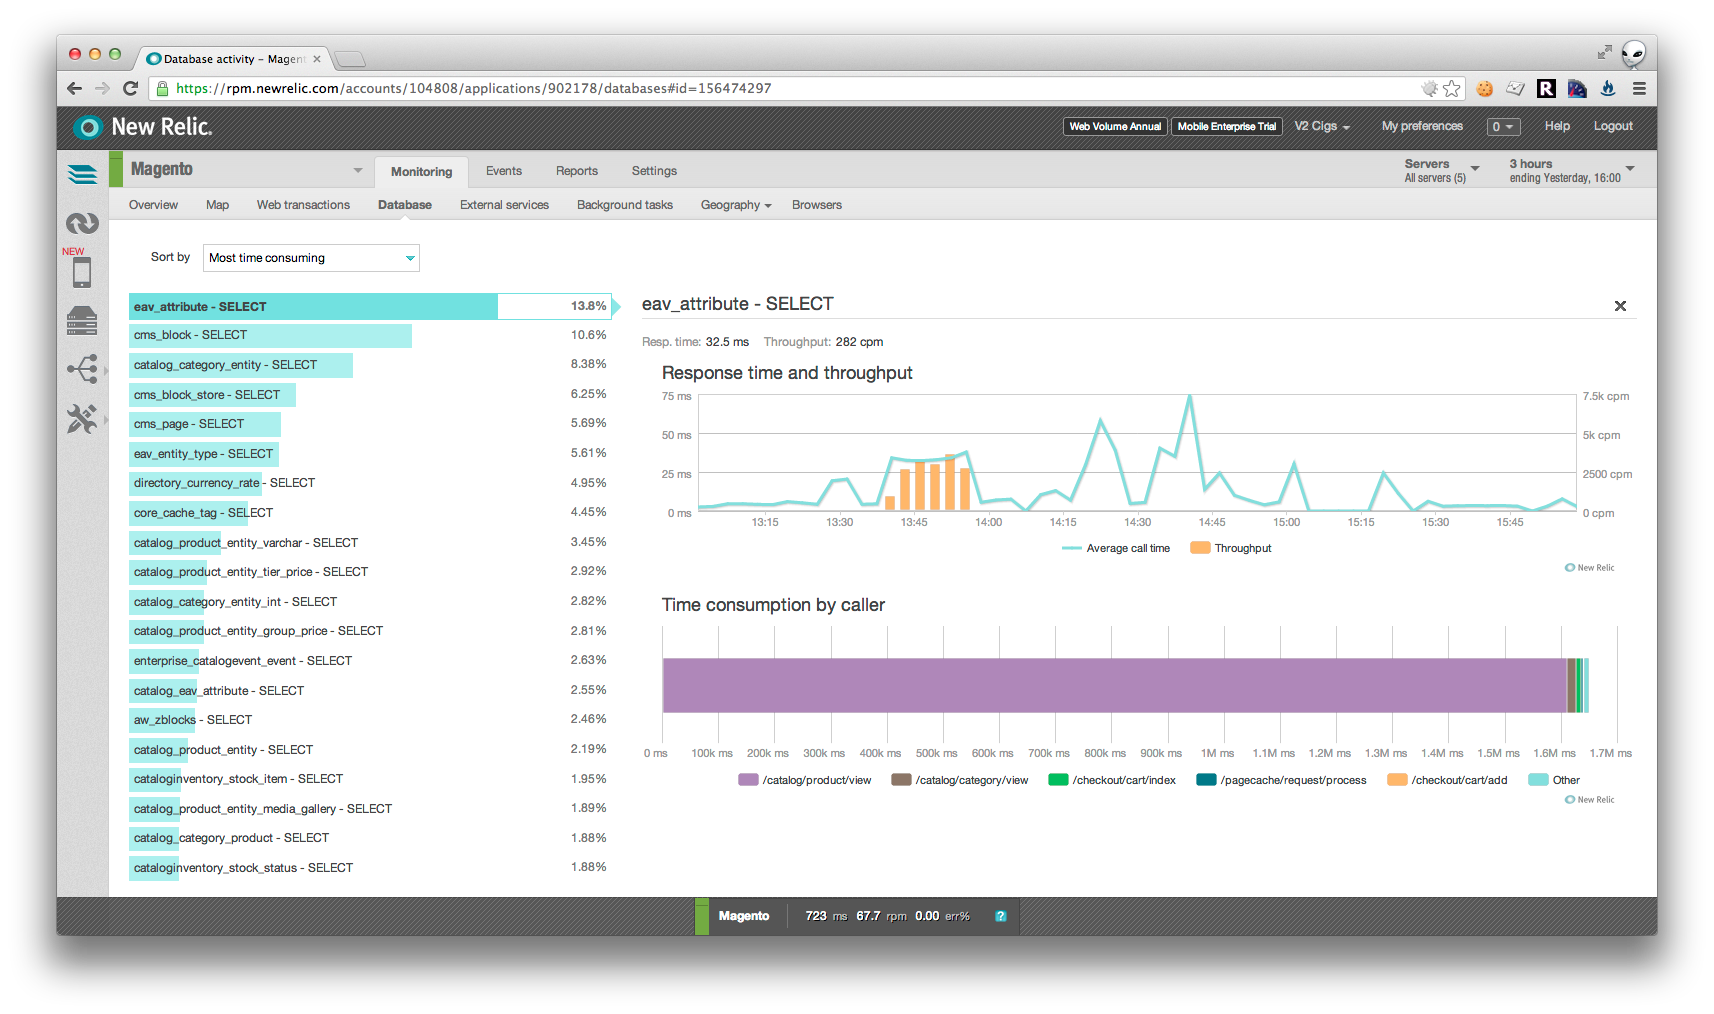 Database activity - Magent
https://rpm.newrelic.com/accounts/104808/applications/902178/databases#id=156474297
New Relic.
Web Volume Annual Mobile Enterprise Trial V2 Cigs My preferences 0 Help Logout
Magento Monitoring Events Reports Settings
Servers
All servers (5)
3 hours
ending Yesterday, 16:00
Overview Map Web transactions Database External services Background tasks Geography Browsers
NEW
Sort by Most time consuming
eav_attribute - SELECT 13.8%
cms_block - SELECT 10.6%
catalog_category_entity - SELECT 8.38%
cms_block_store - SELECT 6.25%
cms_page - SELECT 5.69%
eav_entity_type - SELECT 5.61%
directory_currency_rate - SELECT 4.95%
core_cache_tag - SELECT 4.45%
catalog_product_entity_varchar - SELECT 3.45%
catalog_product_entity_tier_price - SELECT 2.92%
catalog_category_entity_int - SELECT 2.82%
catalog_product_entity_group_price - SELECT 2.81%
enterprise_catalogevent_event - SELECT 2.63%
catalog_eav_attribute - SELECT 2.55%
aw_zblocks - SELECT 2.46%
catalog_product_entity - SELECT 2.19%
cataloginventory_stock_item - SELECT 1.95%
catalog_product_entity_media_gallery - SELECT 1.89%
catalog_category_product - SELECT 1.88%
cataloginventory_stock_status - SELECT 1.88%
eav_attribute - SELECT
Resp. time: 32.5 ms Throughput: 282 cpm
Response time and throughput
75 ms 7.5k cpm
50 ms 5k cpm
25 ms 2500 cpm
0 ms 0 cpm
13:15 13:30 13:45 14:00 14:15 14:30 14:45 15:00 15:15 15:30 15:45
Average call time Throughput
New Relic
Time consumption by caller
0 ms 100k ms 200k ms 300k ms 400k ms 500k ms 600k ms 700k ms 800k ms 900k ms 1M ms 1.1M ms 1.2M ms 1.3M ms 1.4M ms 1.5M ms 1.6M ms 1.7M ms
/catalog/product/view /catalog/category/view /checkout/cart/index /pagecache/request/process /checkout/cart/add Other
New Relic
Magento 723 ms 67.7 rpm 0.00 err% ?